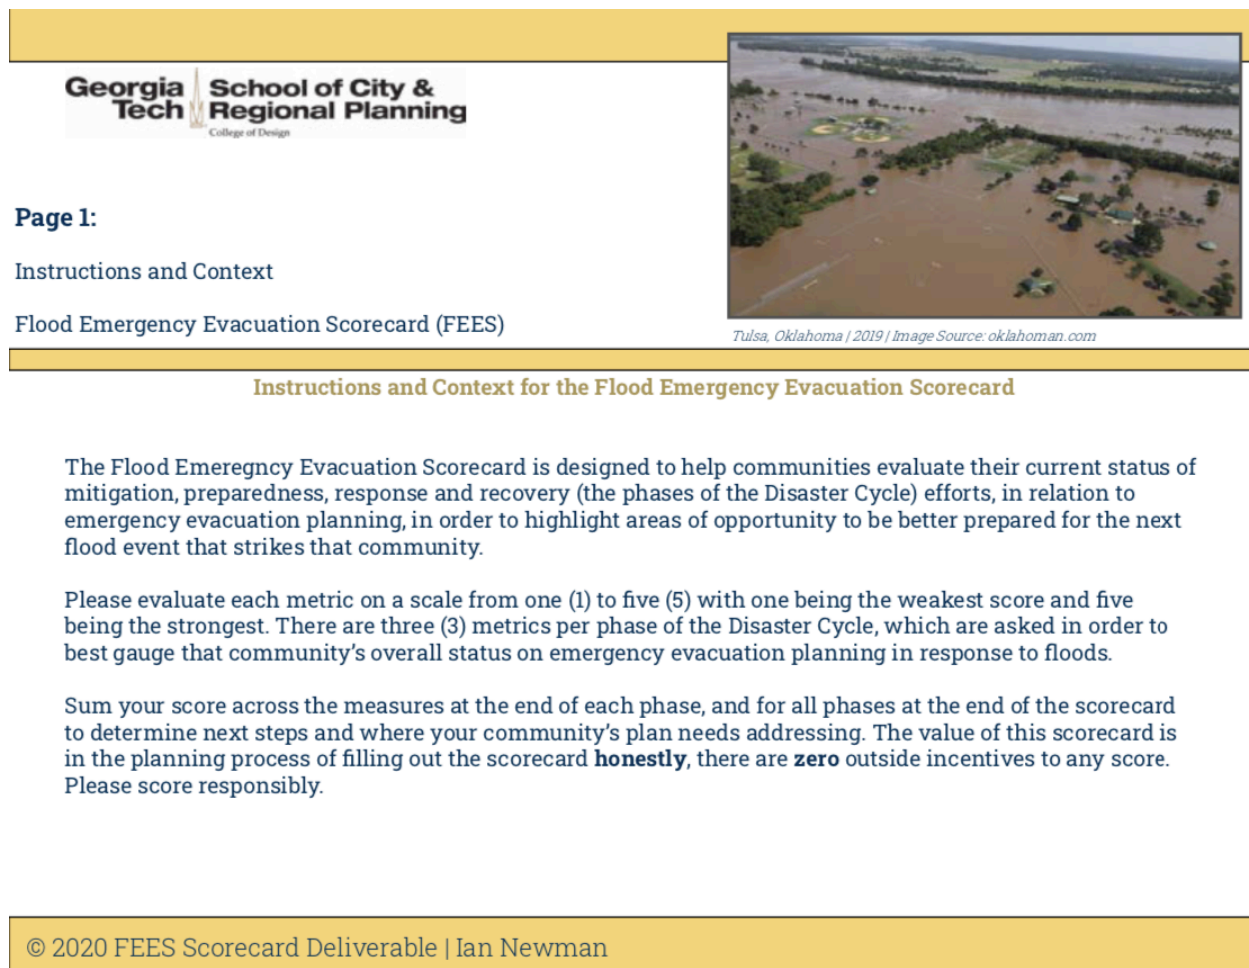 Georgia Tech School of City & Regional Planning
College of Design
Page 1:
Instructions and Context
Flood Emergency Evacuation Scorecard (FEES)
Tulsa, Oklahoma | 2019 | Image Source: oklahoman.com
Instructions and Context for the Flood Emergency Evacuation Scorecard
The Flood Emeregncy Evacuation Scorecard is designed to help communities evaluate their current status of
mitigation, preparedness, response and recovery (the phases of the Disaster Cycle) efforts, in relation to
emergency evacuation planning, in order to highlight areas of opportunity to be better prepared for the next
flood event that strikes that community.
Please evaluate each metric on a scale from one (1) to five (5) with one being the weakest score and five
being the strongest. There are three (3) metrics per phase of the Disaster Cycle, which are asked in order to
best gauge that community’s overall status on emergency evacuation planning in response to floods.
Sum your score across the measures at the end of each phase, and for all phases at the end of the scorecard
to determine next steps and where your community’s plan needs addressing. The value of this scorecard is
in the planning process of filling out the scorecard honestly, there are zero outside incentives to any score.
Please score responsibly.
© 2020 FEES Scorecard Deliverable | Ian Newman